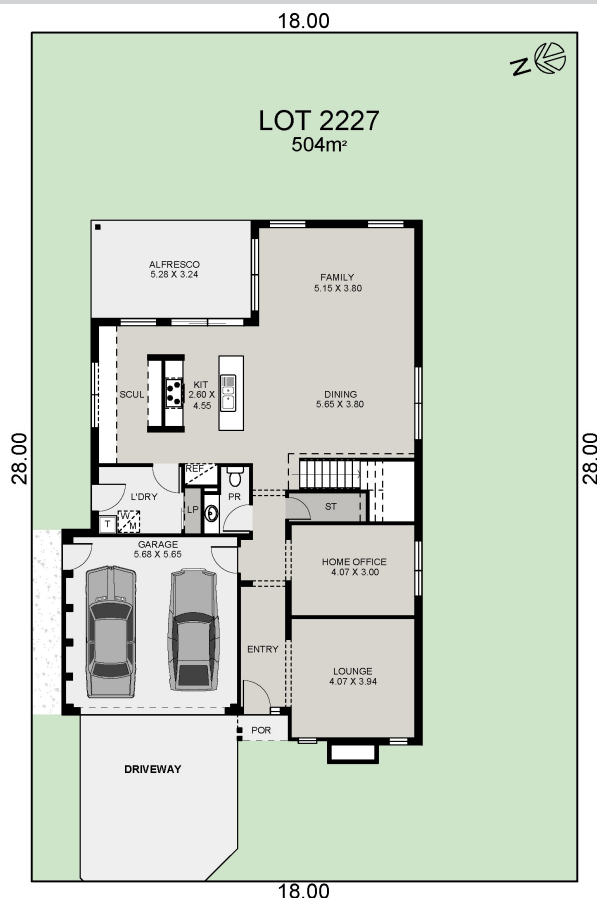 18.00
N
LOT 2227
504m²
ALFRESCO
5.28 X 3.24
FAMILY
5.15 X 3.80
SCUL
KIT
2.60 X
4.55
DINING
5.65 X 3.80
28.00
28.00
REF
L'DRY
LP
PR
ST
T
W
M
GARAGE
5.68 X 5.65
HOME OFFICE
4.07 X 3.00
ENTRY
LOUNGE
4.07 X 3.94
POR
DRIVEWAY
18.00